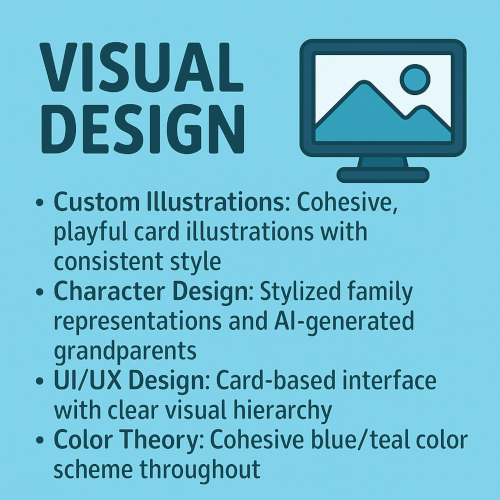 VISUAL
DESIGN
• Custom Illustrations: Cohesive,
playful card illustrations with
consistent style
• Character Design: Stylized family
representations and AI-generated
grandparents
• UI/UX Design: Card-based interface
with clear visual hierarchy
• Color Theory: Cohesive blue/teal color
scheme throughout